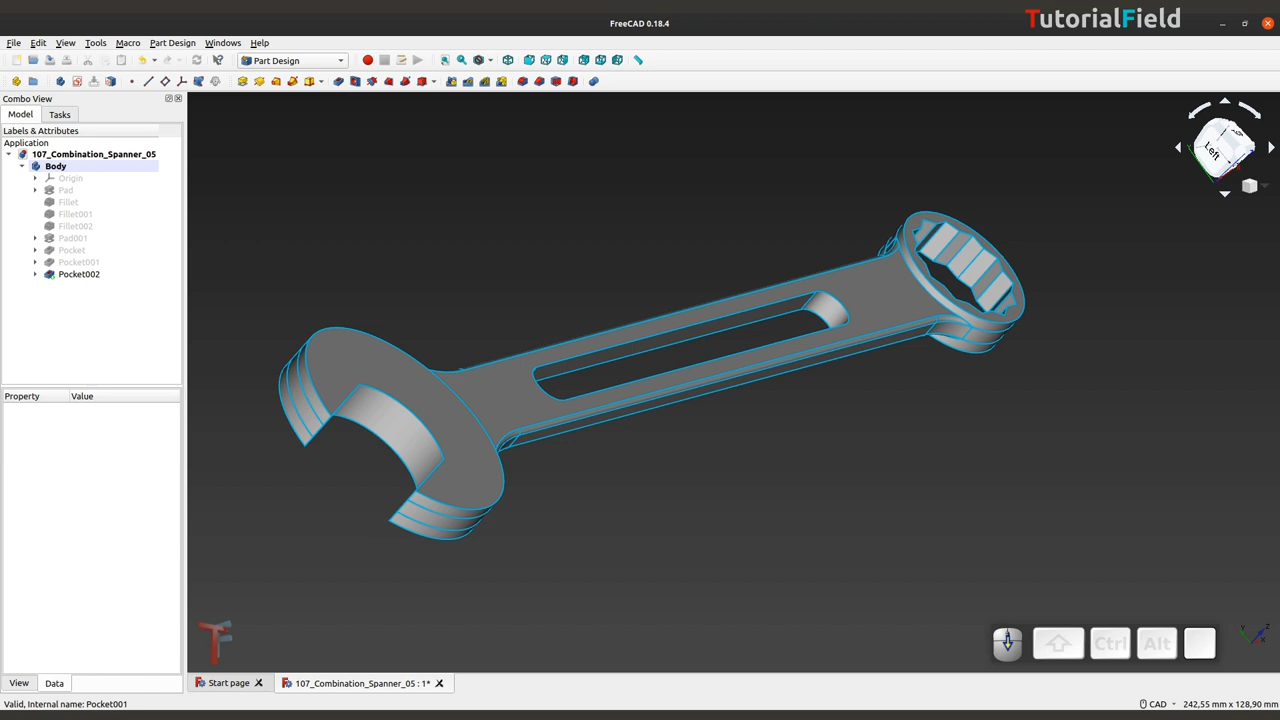 FreeCAD 0.18.4
TutorialField
File Edit View Tools Macro Part Design Windows Help
Part Design
Combo View
Model Tasks
Labels & Attributes
Application
107_Combination_Spanner_05
Body
Origin
Pad
Fillet
Fillet001
Fillet002
Pad001
Pocket
Pocket001
Pocket002
Left
Property Value
Ctrl Alt
Y Z X
View Data
Start page
107_Combination_Spanner_05 : 1*
Valid, Internal name: Pocket001
CAD 242,55 mm x 128,90 mm